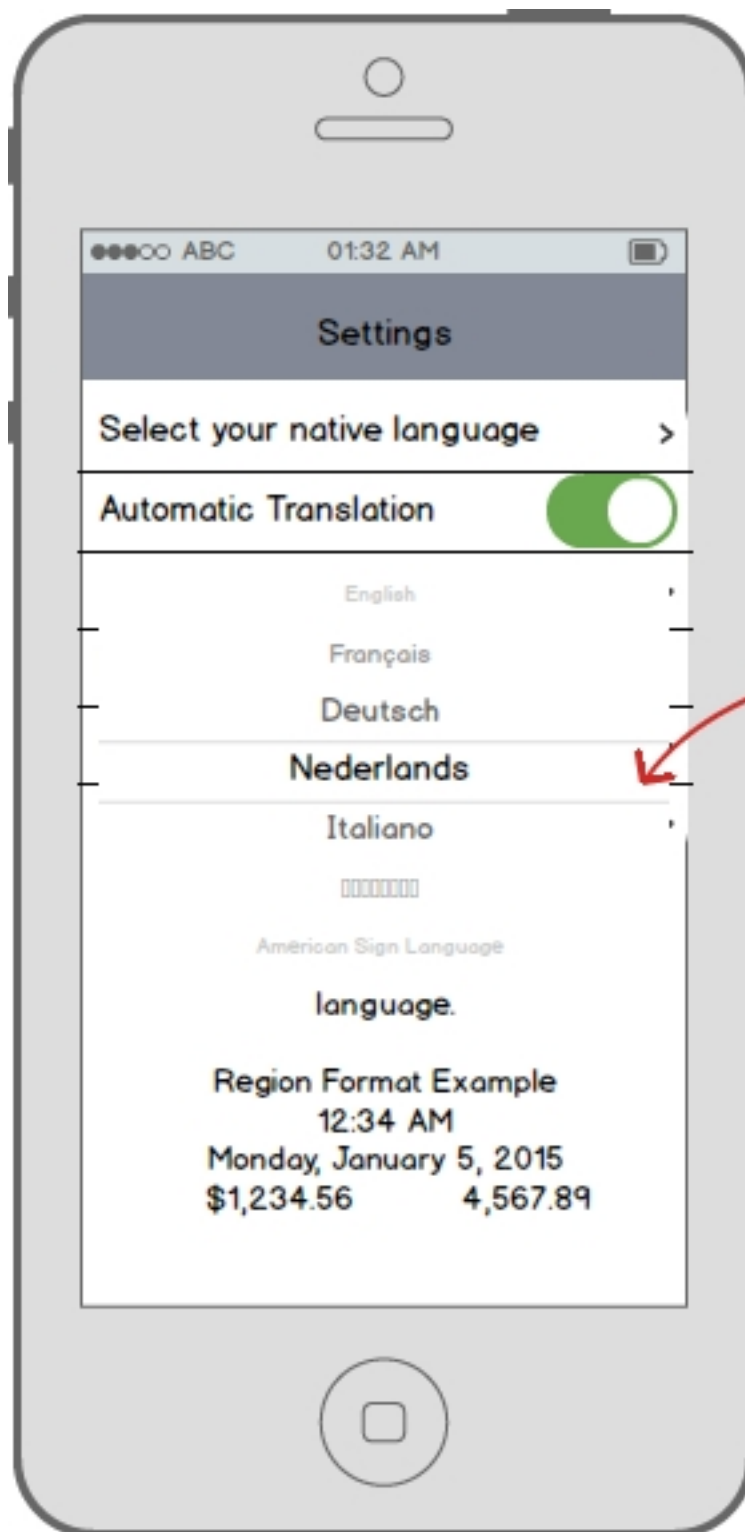 ABC 01:32 AM
Settings
Select your native language >
Automatic Translation
English
Français
Deutsch
Nederlands
Italiano
American Sign Language
language.
Region Format Example
12:34 AM
Monday, January 5, 2015
$1,234.56 4,567.89